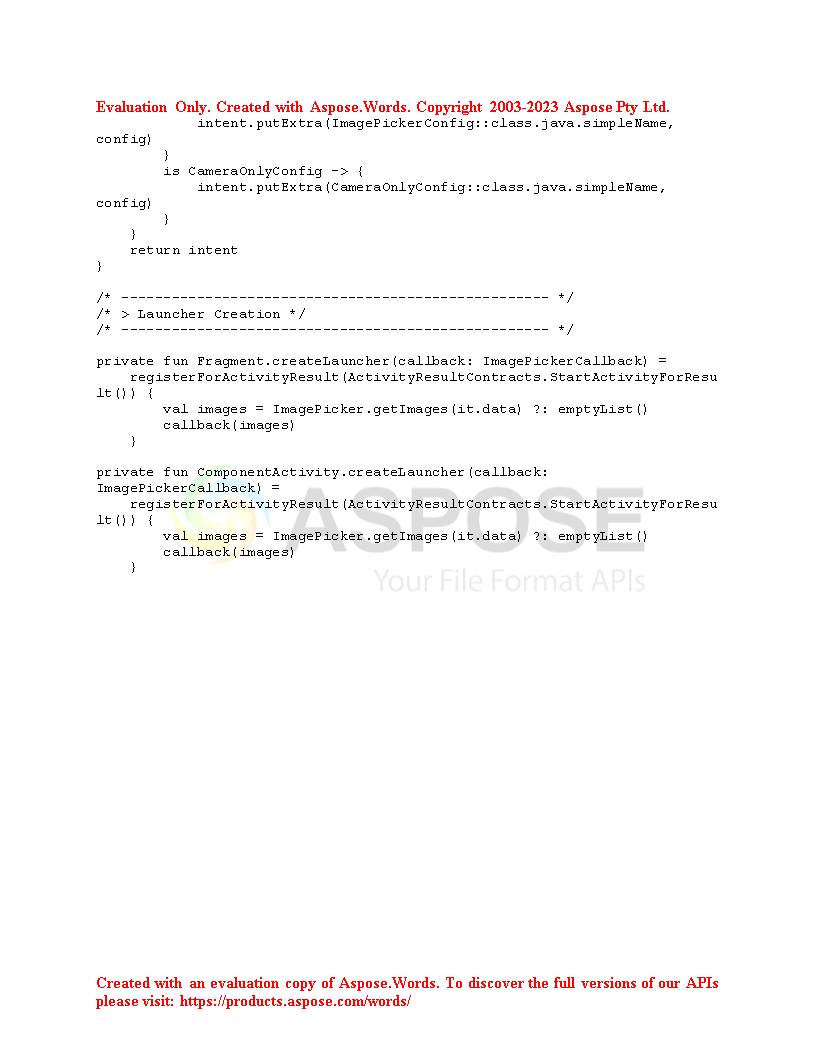 Evaluation Only. Created with Aspose.Words. Copyright 2003-2023 Aspose Pty Ltd.
            intent.putExtra(ImagePickerConfig::class.java.simpleName,
config)
        }
        is CameraOnlyConfig -> {
            intent.putExtra(CameraOnlyConfig::class.java.simpleName,
config)
        }
    }
    return intent
}

/* --------------------------------------------------- */
/* > Launcher Creation */
/* --------------------------------------------------- */

private fun Fragment.createLauncher(callback: ImagePickerCallback) =
    registerForActivityResult(ActivityResultContracts.StartActivityForResu
lt()) {
        val images = ImagePicker.getImages(it.data) ?: emptyList()
        callback(images)
    }

private fun ComponentActivity.createLauncher(callback:
ImagePickerCallback) =
    registerForActivityResult(ActivityResultContracts.StartActivityForResu
lt()) {
        val images = ImagePicker.getImages(it.data) ?: emptyList()
        callback(images)
    }
ASPOSE
Your File Format APIs
Created with an evaluation copy of Aspose.Words. To discover the full versions of our APIs
please visit: https://products.aspose.com/words/